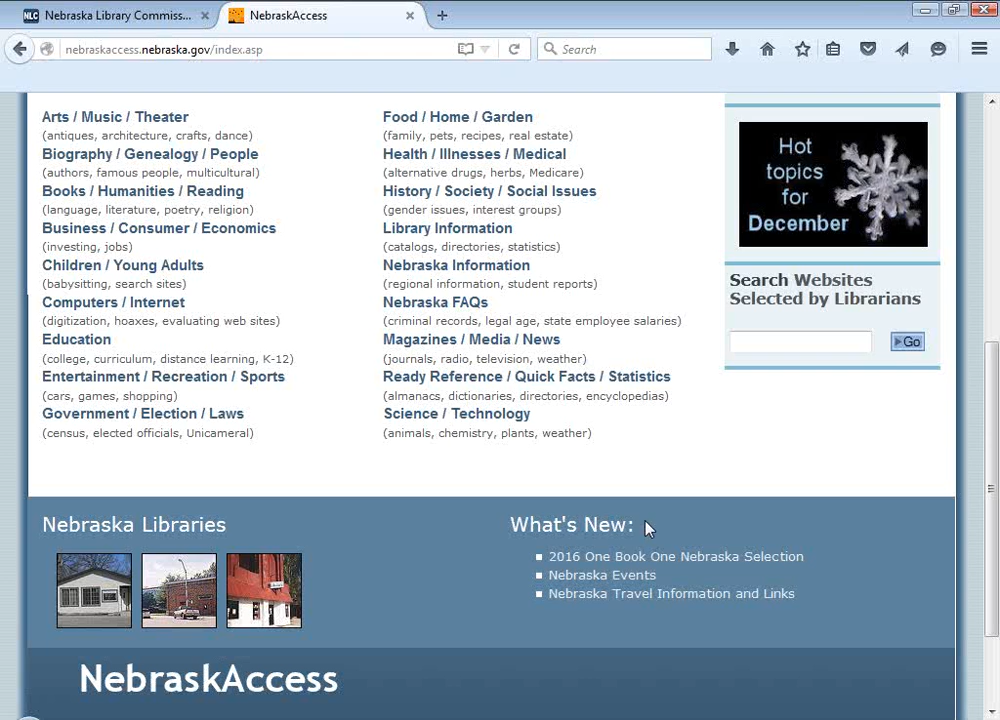 Nebraska Library Commiss...
NebraskAccess
nebraskaccess.nebraska.gov/index.asp
Search
Arts / Music / Theater
(antiques, architecture, crafts, dance)
Biography / Genealogy / People
(authors, famous people, multicultural)
Books / Humanities / Reading
(language, literature, poetry, religion)
Business / Consumer / Economics
(investing, jobs)
Children / Young Adults
(babysitting, search sites)
Computers / Internet
(digitization, hoaxes, evaluating web sites)
Education
(college, curriculum, distance learning, K-12)
Entertainment / Recreation / Sports
(cars, games, shopping)
Government / Election / Laws
(census, elected officials, Unicameral)
Food / Home / Garden
(family, pets, recipes, real estate)
Health / Illnesses / Medical
(alternative drugs, herbs, Medicare)
History / Society / Social Issues
(gender issues, interest groups)
Library Information
(catalogs, directories, statistics)
Nebraska Information
(regional information, student reports)
Nebraska FAQs
(criminal records, legal age, state employee salaries)
Magazines / Media / News
(journals, radio, television, weather)
Ready Reference / Quick Facts / Statistics
(almanacs, dictionaries, directories, encyclopedias)
Science / Technology
(animals, chemistry, plants, weather)
Hot
topics
for
December
Search Websites
Selected by Librarians
Go
Nebraska Libraries
What's New:
2016 One Book One Nebraska Selection
Nebraska Events
Nebraska Travel Information and Links
NebraskAccess